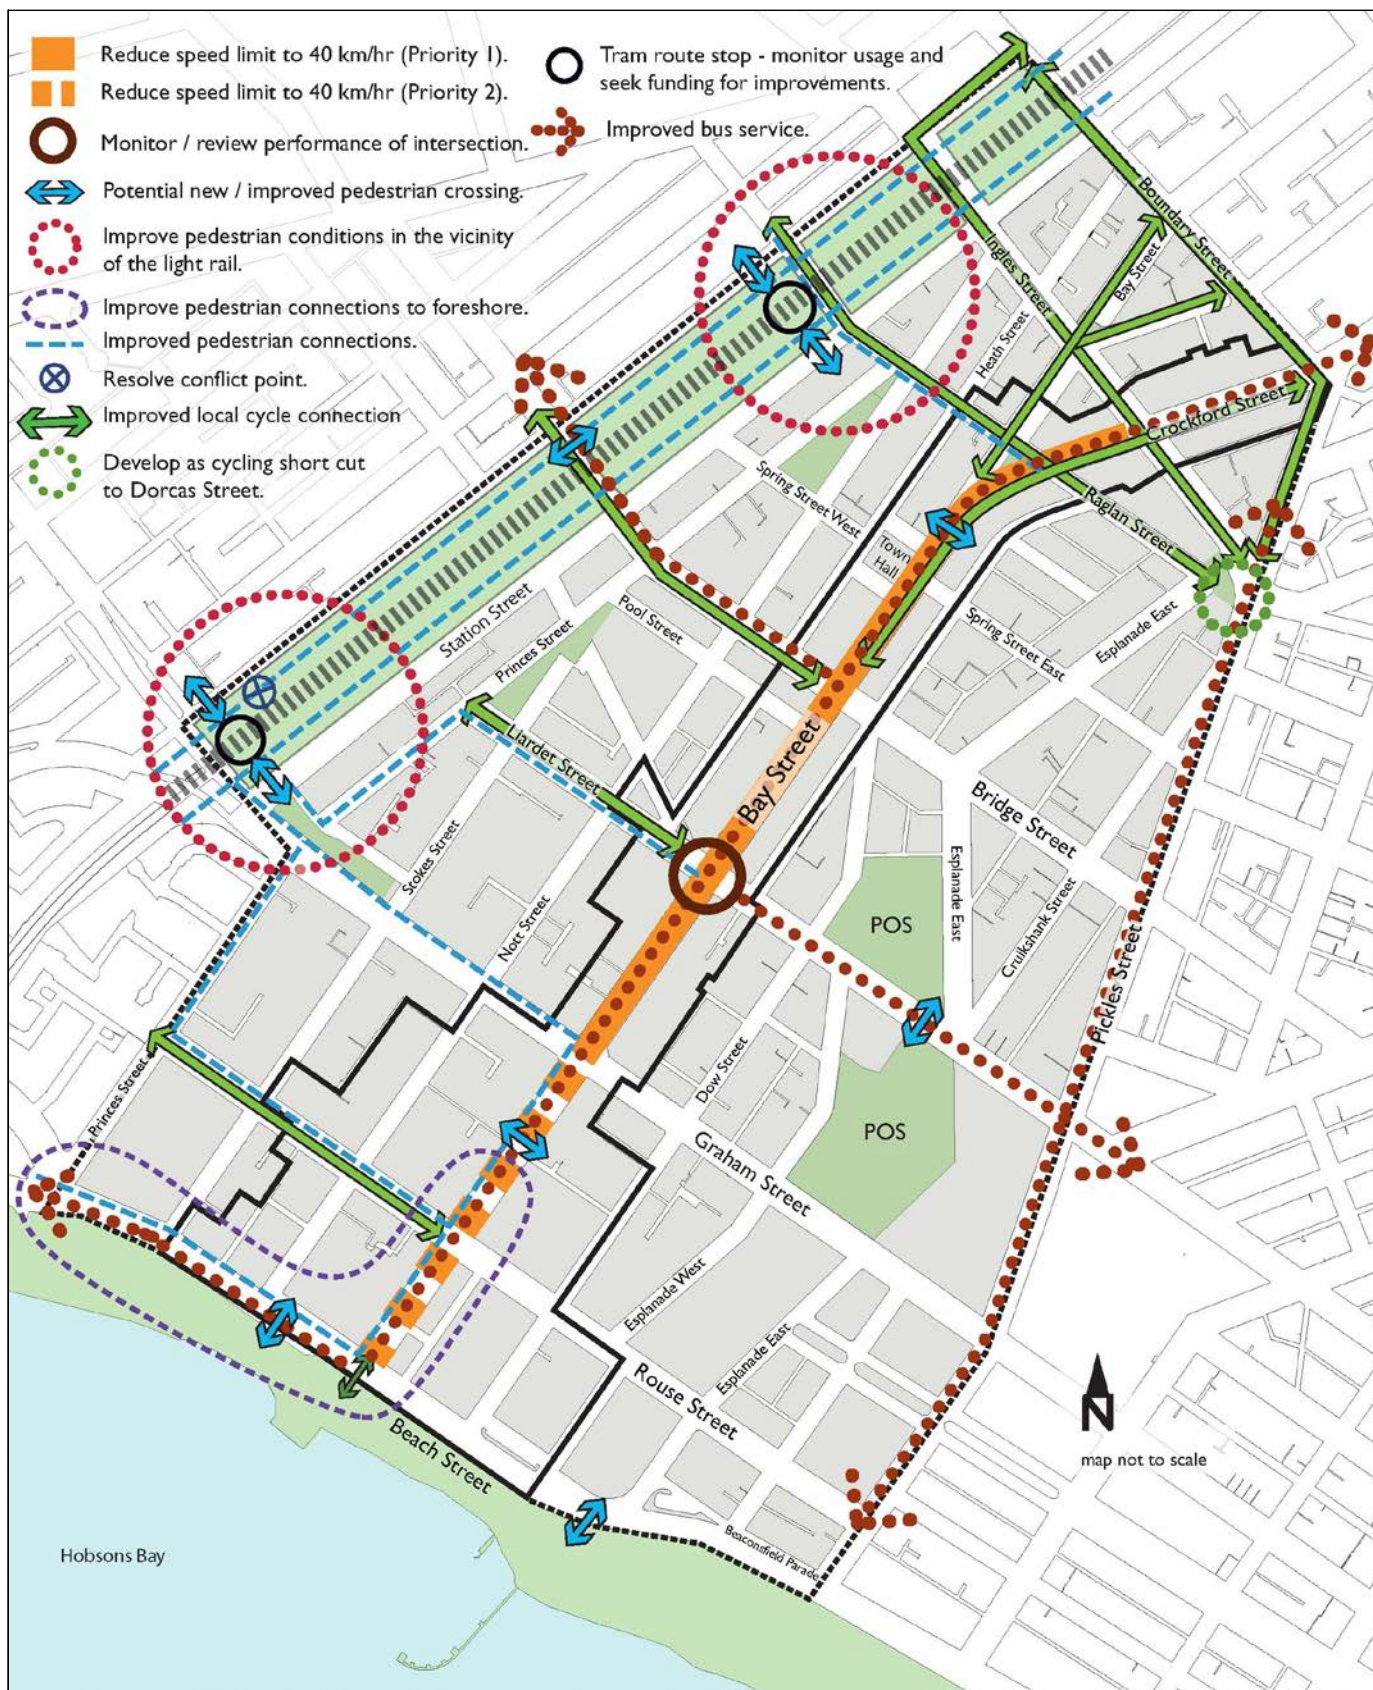 Reduce speed limit to 40 km/hr (Priority 1).
Reduce speed limit to 40 km/hr (Priority 2).
Monitor / review performance of intersection.
Potential new / improved pedestrian crossing.
Improve pedestrian conditions in the vicinity
of the light rail.
Improve pedestrian connections to foreshore.
Improved pedestrian connections.
Resolve conflict point.
Improved local cycle connection
Develop as cycling short cut
to Dorcas Street.
Tram route stop - monitor usage and
seek funding for improvements.
Improved bus service.
Boundary Street
Ingles Street
Bay Street
Heath Street
Crockford Street
Raglan Street
Spring Street West
Town
Hall
Spring Street East
Esplanade East
Station Street
Princes Street
Pool Street
Liardet Street
Bay Street
Bridge Street
Stokes Street
Nott Street
Esplanade East
Cruikshank Street
Pickles Street
POS
POS
Dow Street
Graham Street
Princes Street
Esplanade West
Esplanade East
Rouse Street
Beach Street
Beaconsfield Parade
N
map not to scale
Hobsons Bay